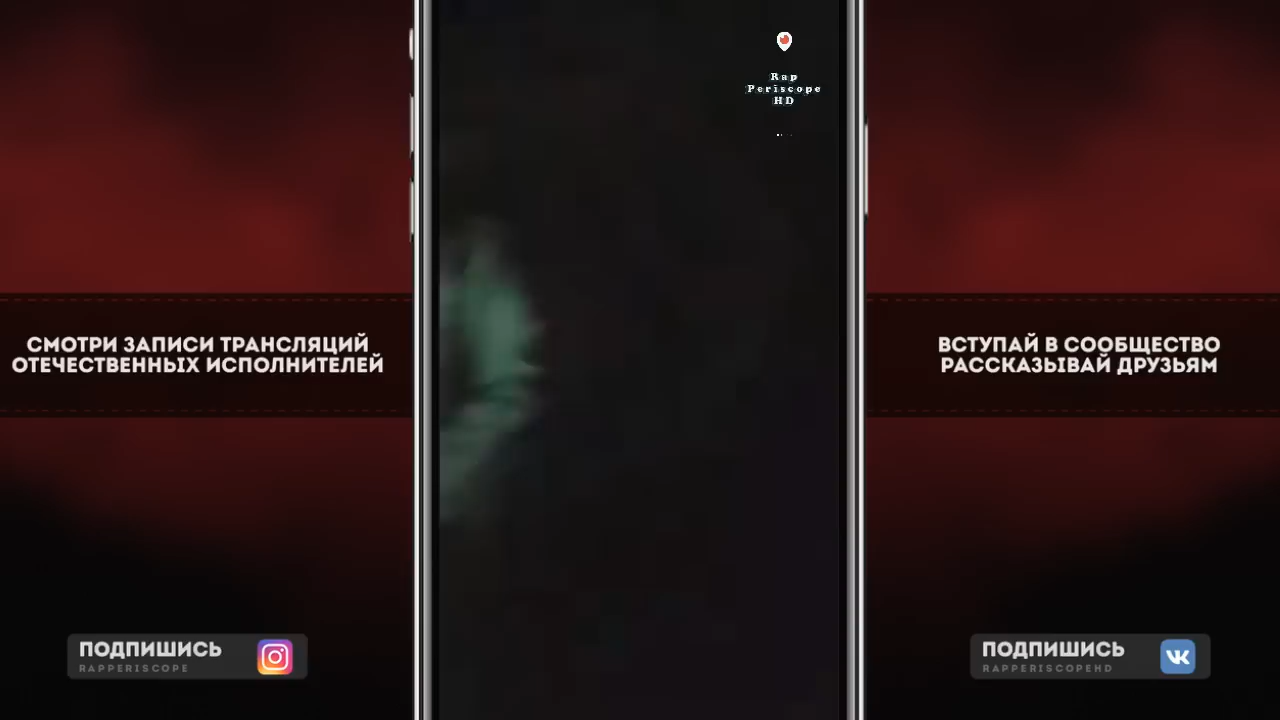 Rap
Periscope
HD
СМОТРИ ЗАПИСИ ТРАНСЛЯЦИЙ
ОТЕЧЕСТВЕННЫХ ИСПОЛНИТЕЛЕЙ
ВСТУПАЙ В СООБЩЕСТВО
РАССКАЗЫВАЙ ДРУЗЬЯМ
ПОДПИШИСЬ
RAPPERISCOPE
ПОДПИШИСЬ
RAPPERISCOPEHD